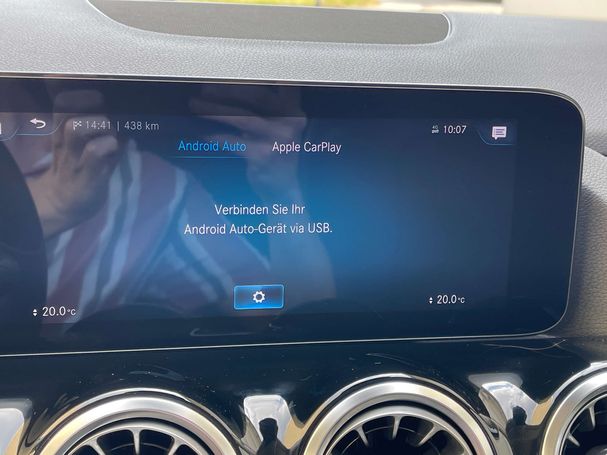 14:41 | 438 km
4G 10:07
Android Auto Apple CarPlay
Verbinden Sie Ihr
Android Auto-Gerät via USB.
20.0°C 20.0°C